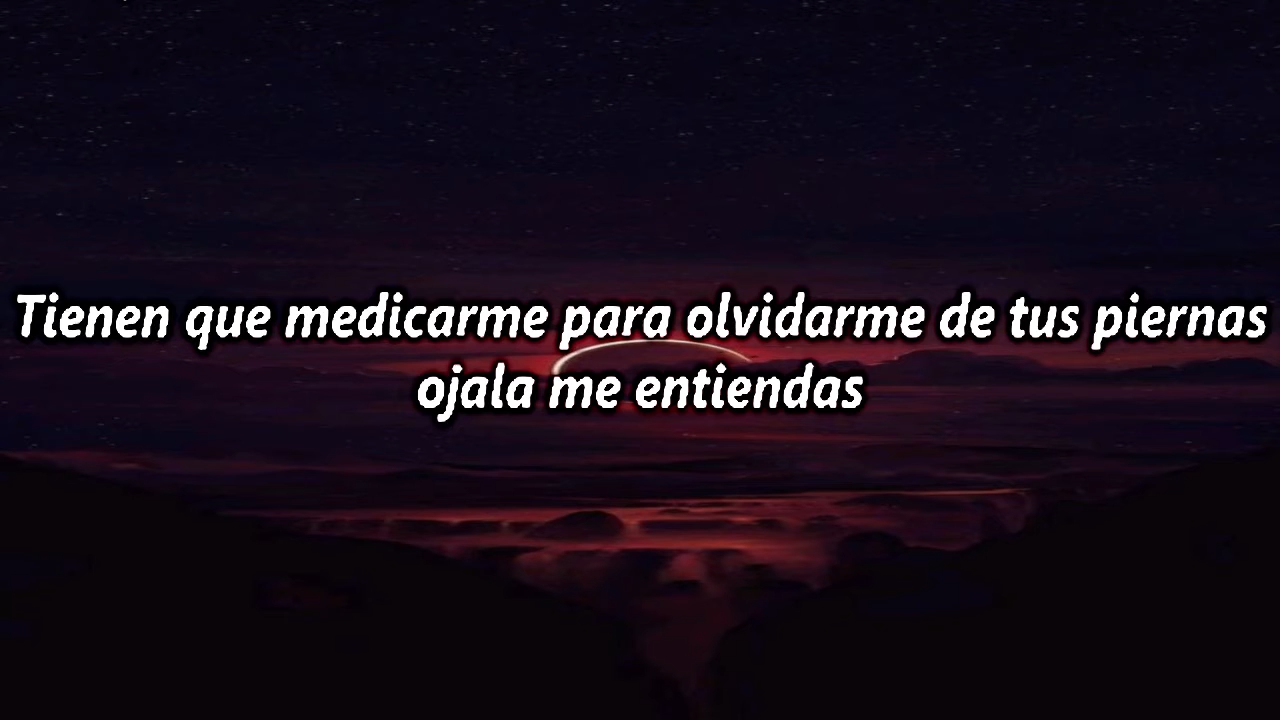 Tienen que medicarme para olvidarme de tus piernas
ojala me entiendas